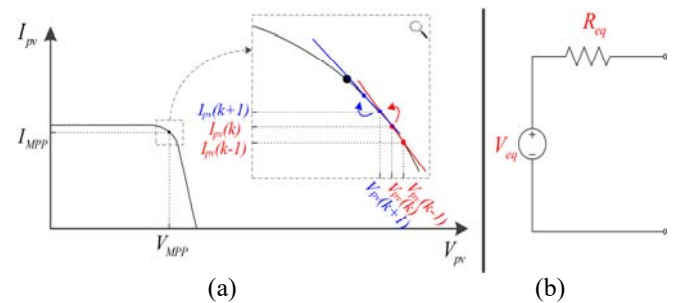 I_pv
I_pv(k+1)
I_pv(k)
I_pv(k-1)
I_MPP
V_pv(k-1)
V_pv(k)
V_pv(k+1)
V_MPP
V_pv
(a)
R_eq
V_eq
+
-
(b)